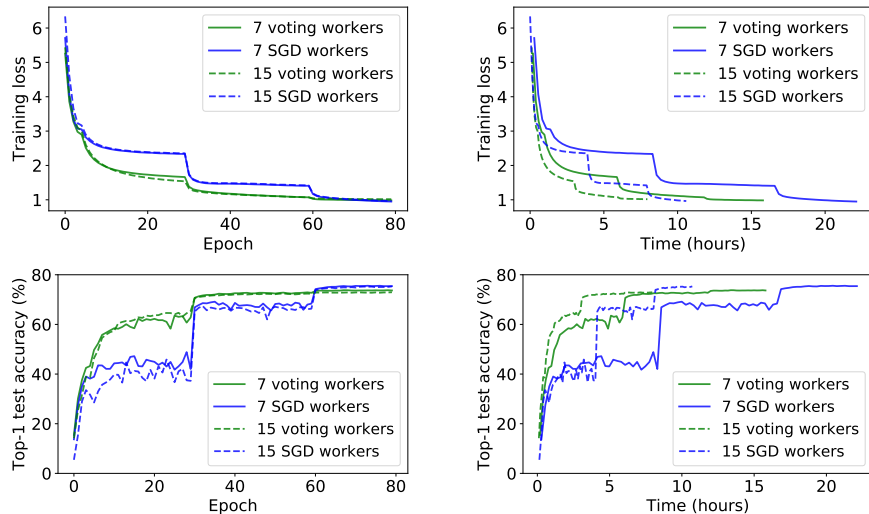 Training loss
6
5
4
3
2
1
0 20 40 60 80
Epoch
7 voting workers
7 SGD workers
15 voting workers
15 SGD workers
Training loss
6
5
4
3
2
1
0 5 10 15 20
Time (hours)
7 voting workers
7 SGD workers
15 voting workers
15 SGD workers
Top-1 test accuracy (%)
80
60
40
20
0
0 20 40 60 80
Epoch
7 voting workers
7 SGD workers
15 voting workers
15 SGD workers
Top-1 test accuracy (%)
80
60
40
20
0
0 5 10 15 20
Time (hours)
7 voting workers
7 SGD workers
15 voting workers
15 SGD workers